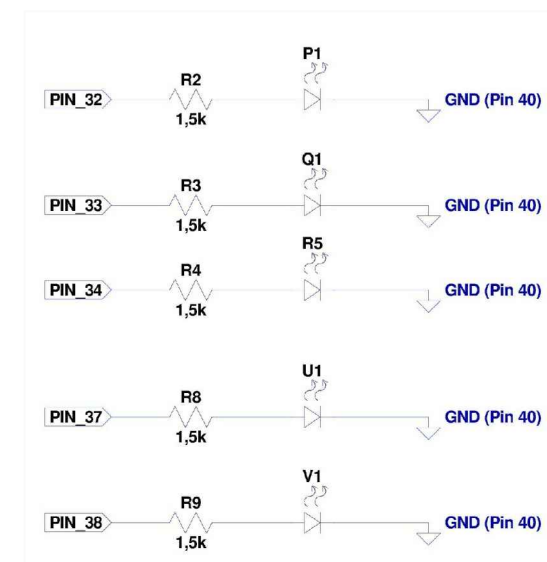 P1
R2
PIN_32 GND (Pin 40)
1,5k
Q1
R3
PIN_33 GND (Pin 40)
1,5k
R5
R4
PIN_34 GND (Pin 40)
1,5k
U1
R8
PIN_37 GND (Pin 40)
1,5k
V1
R9
PIN_38 GND (Pin 40)
1,5k